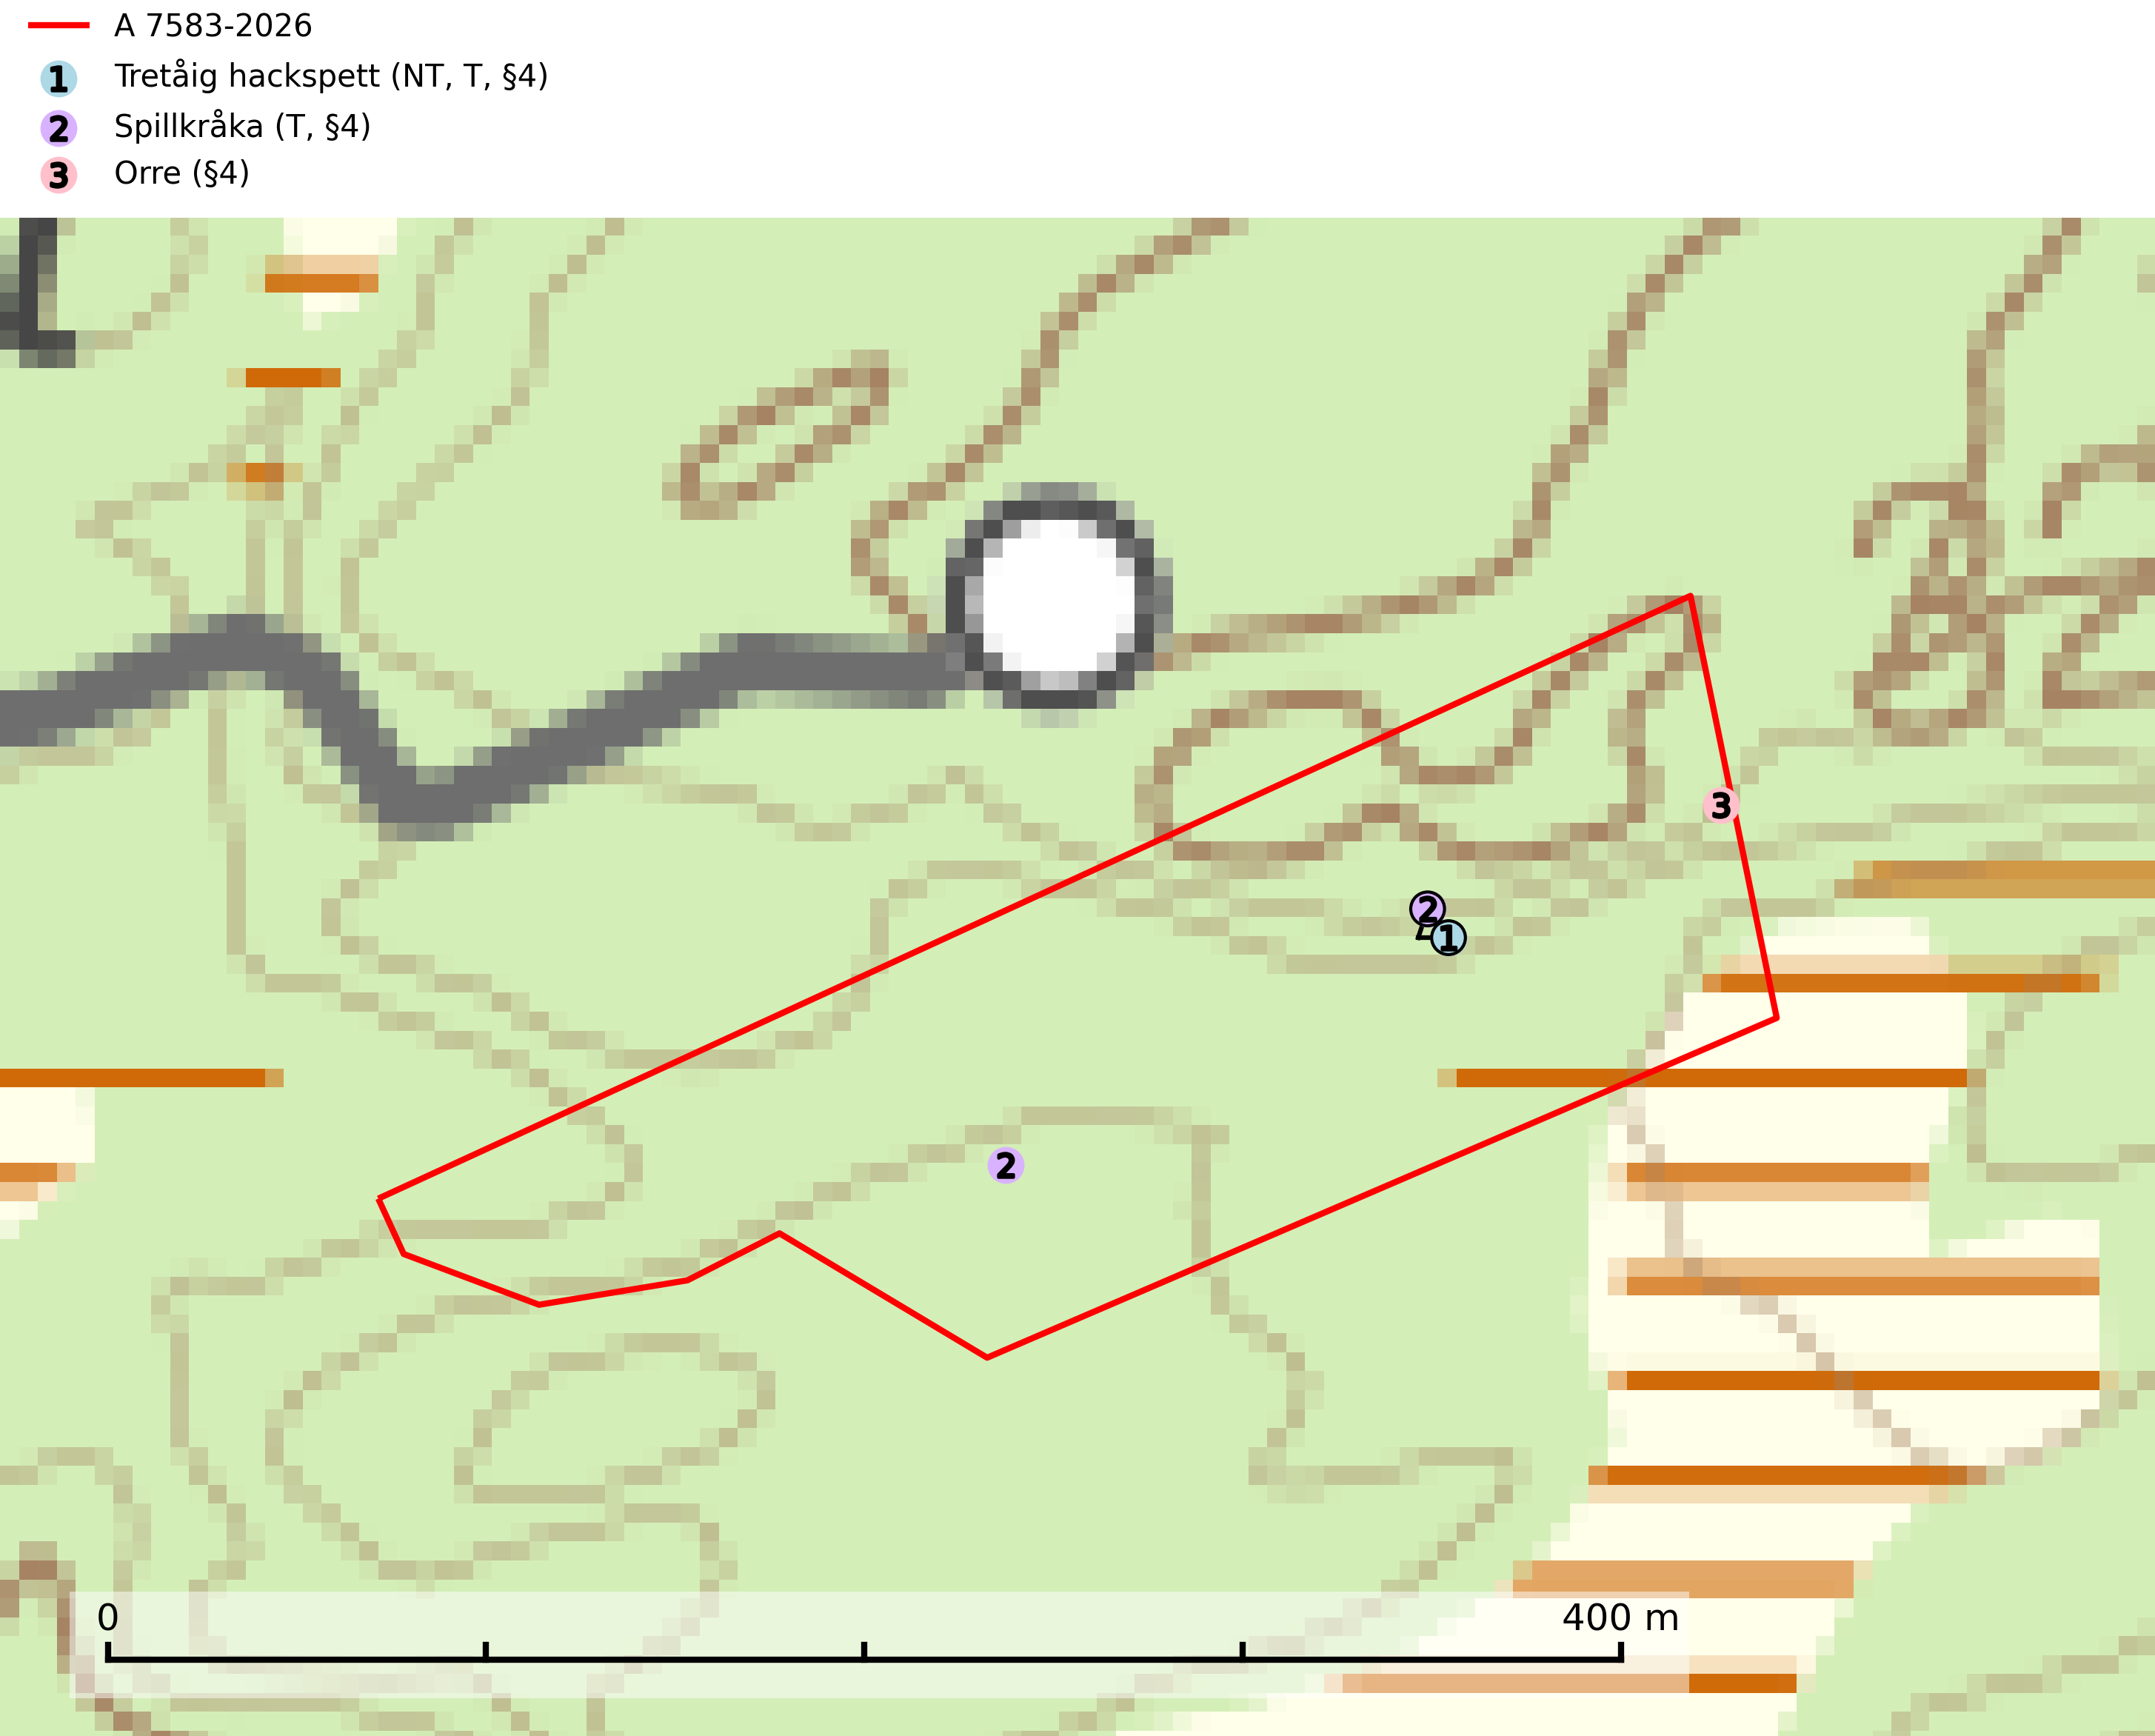 A 7583-2026
1 Tretåig hackspett (NT, T, §4)
2 Spillkråka (T, §4)
3 Orre (§4)
3
2
1
2
0 400 m